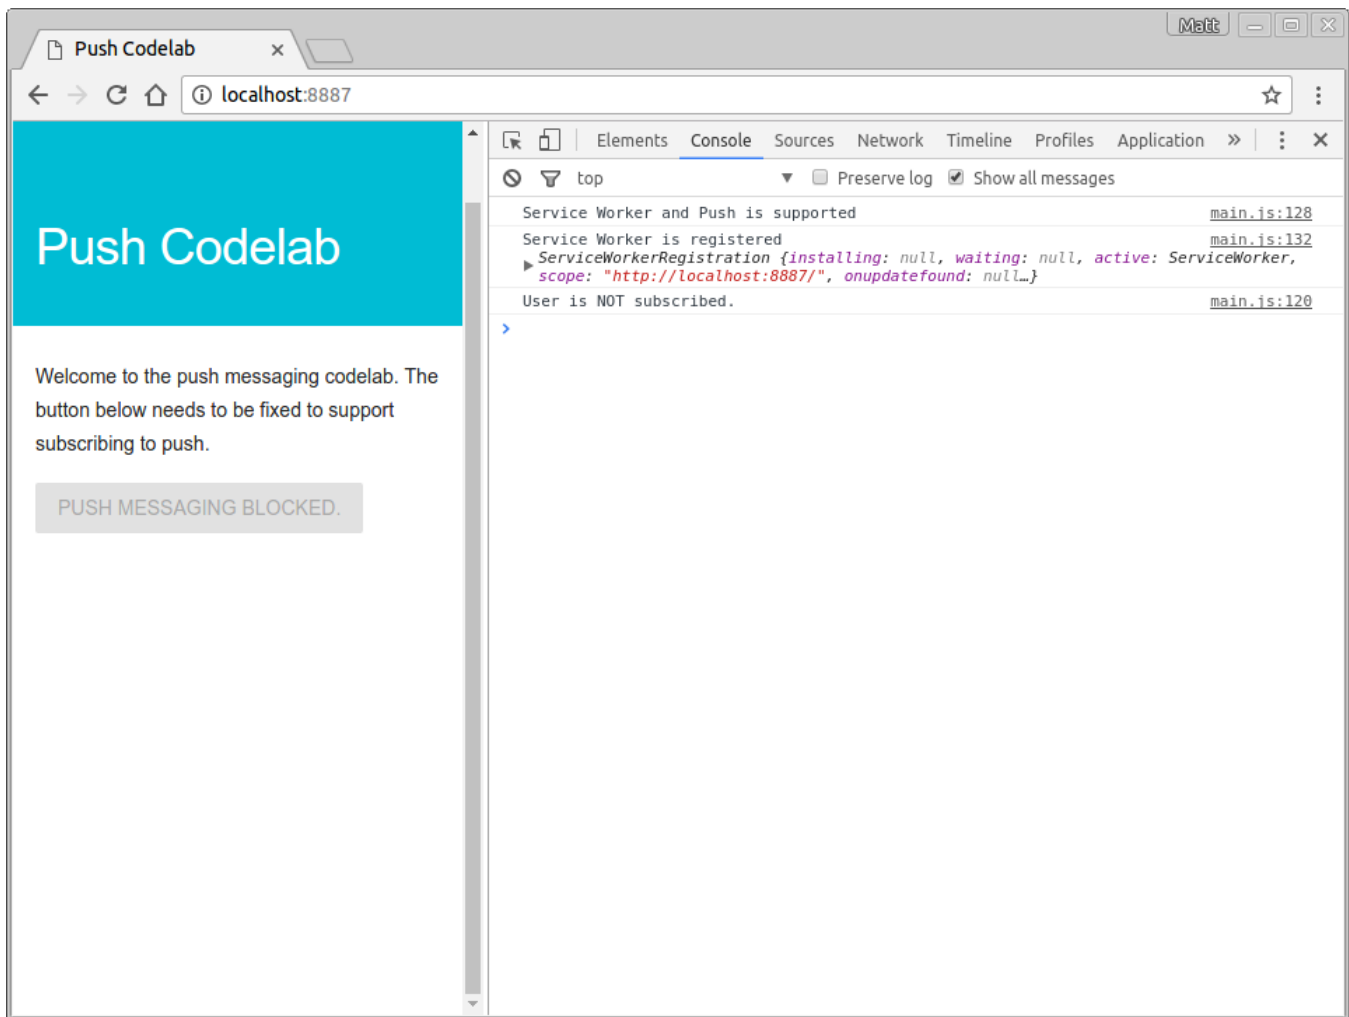 Matt
Push Codelab
localhost:8887
Push Codelab
Welcome to the push messaging codelab. The
button below needs to be fixed to support
subscribing to push.
PUSH MESSAGING BLOCKED.
Elements Console Sources Network Timeline Profiles Application »
top Preserve log Show all messages
Service Worker and Push is supported main.js:128
Service Worker is registered main.js:132
ServiceWorkerRegistration {installing: null, waiting: null, active: ServiceWorker,
scope: "http://localhost:8887/", onupdatefound: null…}
User is NOT subscribed. main.js:120